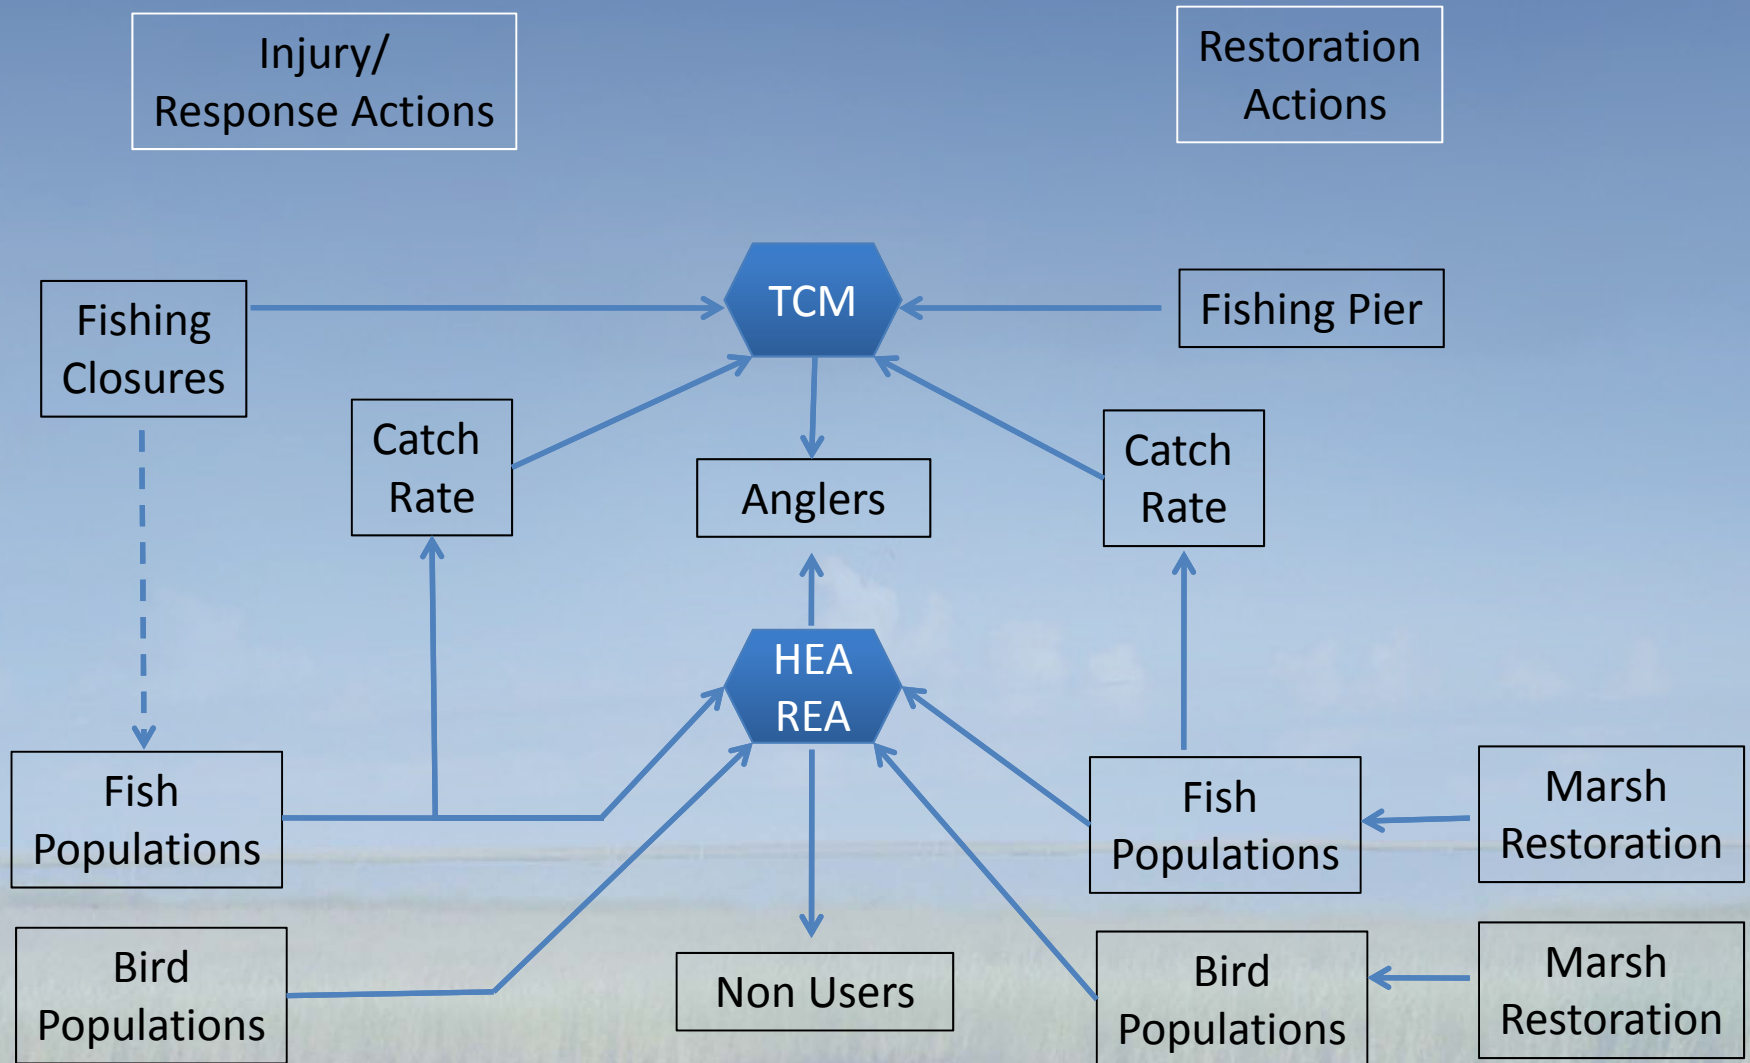 Injury/
Response Actions
Restoration
Actions
TCM
Fishing
Closures
Fishing Pier
Catch
Rate
Anglers
Catch
Rate
HEA
REA
Fish
Populations
Fish
Populations
Marsh
Restoration
Bird
Populations
Non Users
Bird
Populations
Marsh
Restoration